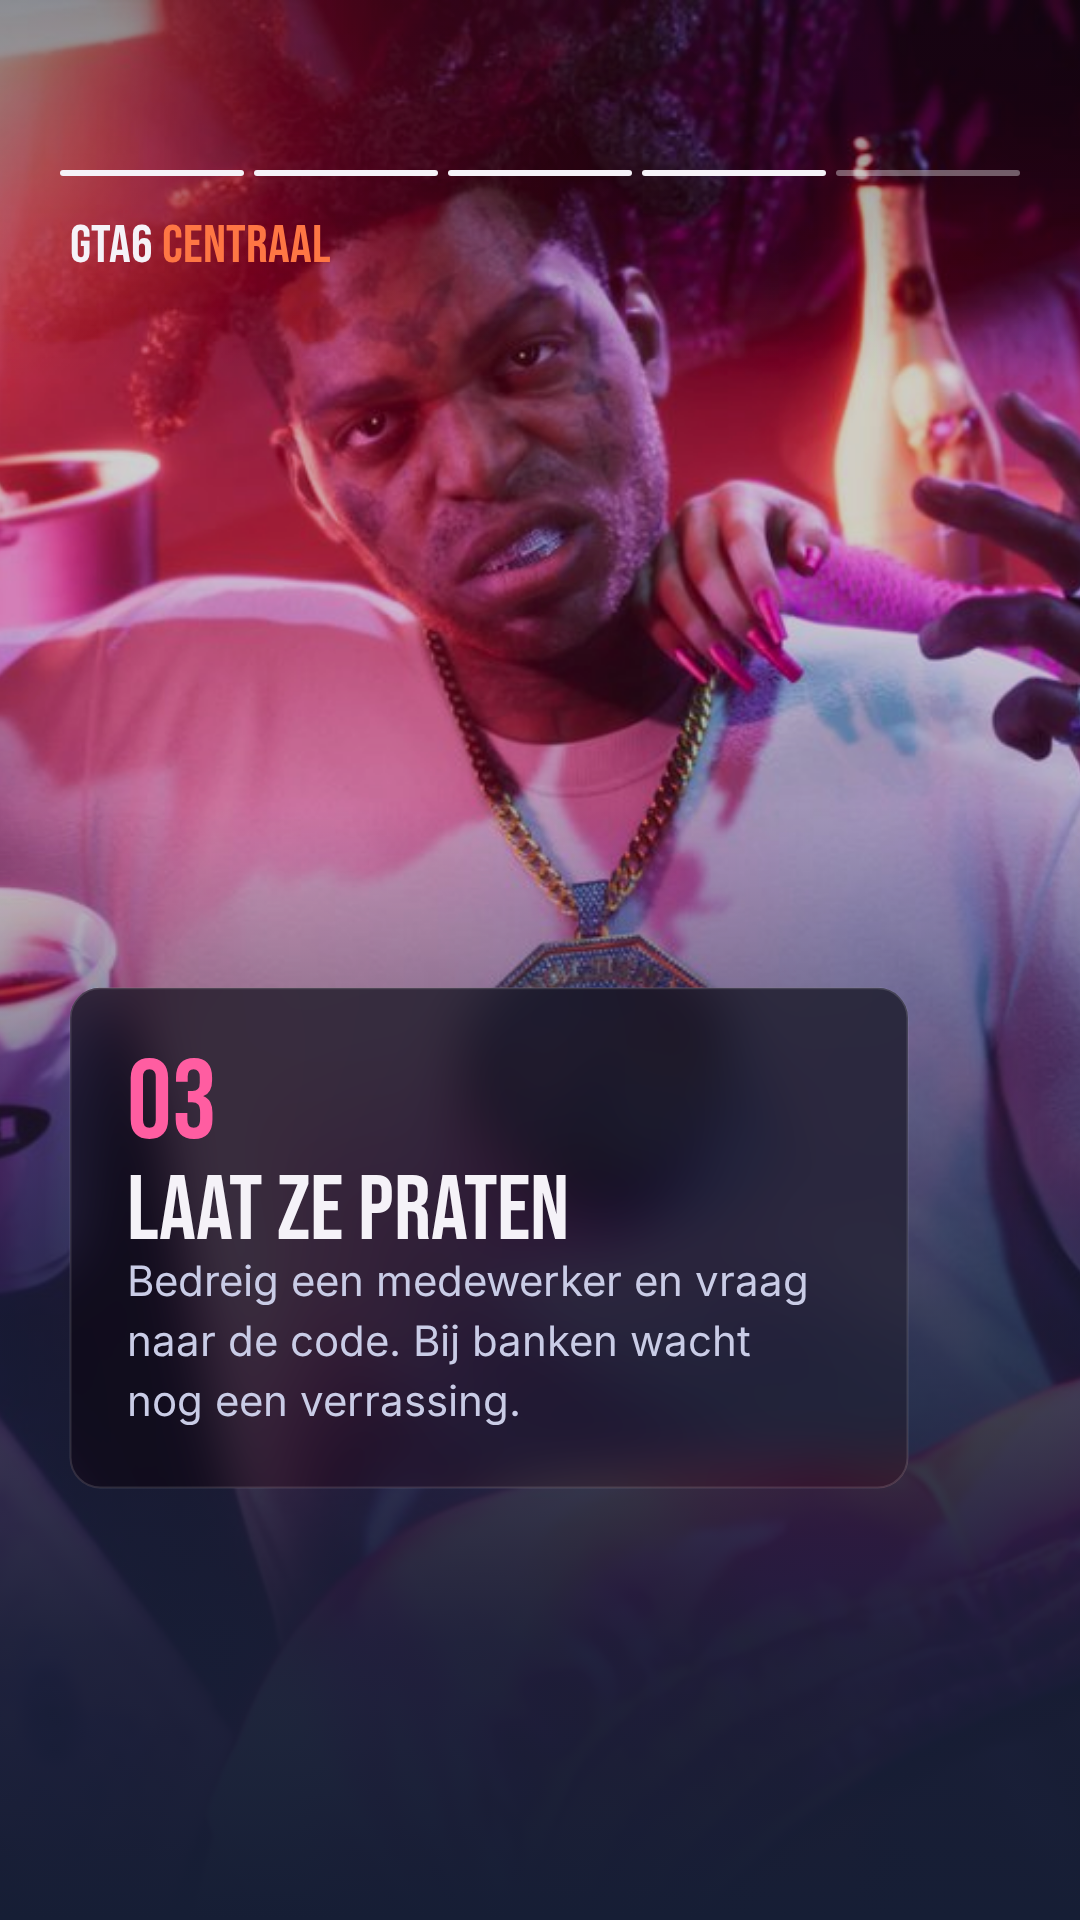 GTA6 CENTRAAL
03
LAAT ZE PRATEN
Bedreig een medewerker en vraag
naar de code. Bij banken wacht
nog een verrassing.